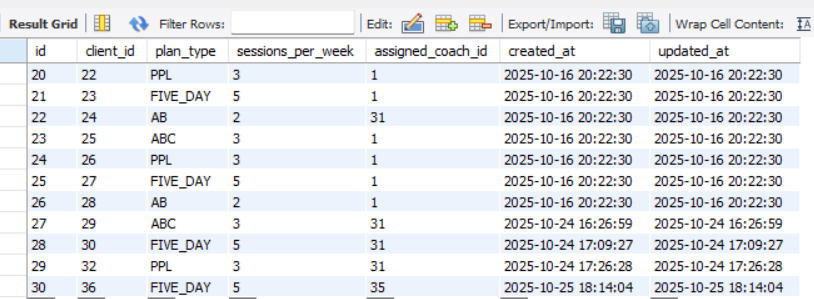 Result Grid Filter Rows: Edit: Export/Import: Wrap Cell Content: IA
id client_id plan_type sessions_per_week assigned_coach_id created_at updated_at
20 22 PPL 3 1 2025-10-16 20:22:30 2025-10-16 20:22:30
21 23 FIVE_DAY 5 1 2025-10-16 20:22:30 2025-10-16 20:22:30
22 24 AB 2 31 2025-10-16 20:22:30 2025-10-16 20:22:30
23 25 ABC 3 1 2025-10-16 20:22:30 2025-10-16 20:22:30
24 26 PPL 3 1 2025-10-16 20:22:30 2025-10-16 20:22:30
25 27 FIVE_DAY 5 1 2025-10-16 20:22:30 2025-10-16 20:22:30
26 28 AB 2 1 2025-10-16 20:22:30 2025-10-16 20:22:30
27 29 ABC 3 31 2025-10-24 16:26:59 2025-10-24 16:26:59
28 30 FIVE_DAY 5 31 2025-10-24 17:09:27 2025-10-24 17:09:27
29 32 PPL 3 31 2025-10-24 17:26:28 2025-10-24 17:26:28
30 36 FIVE_DAY 5 35 2025-10-25 18:14:04 2025-10-25 18:14:04